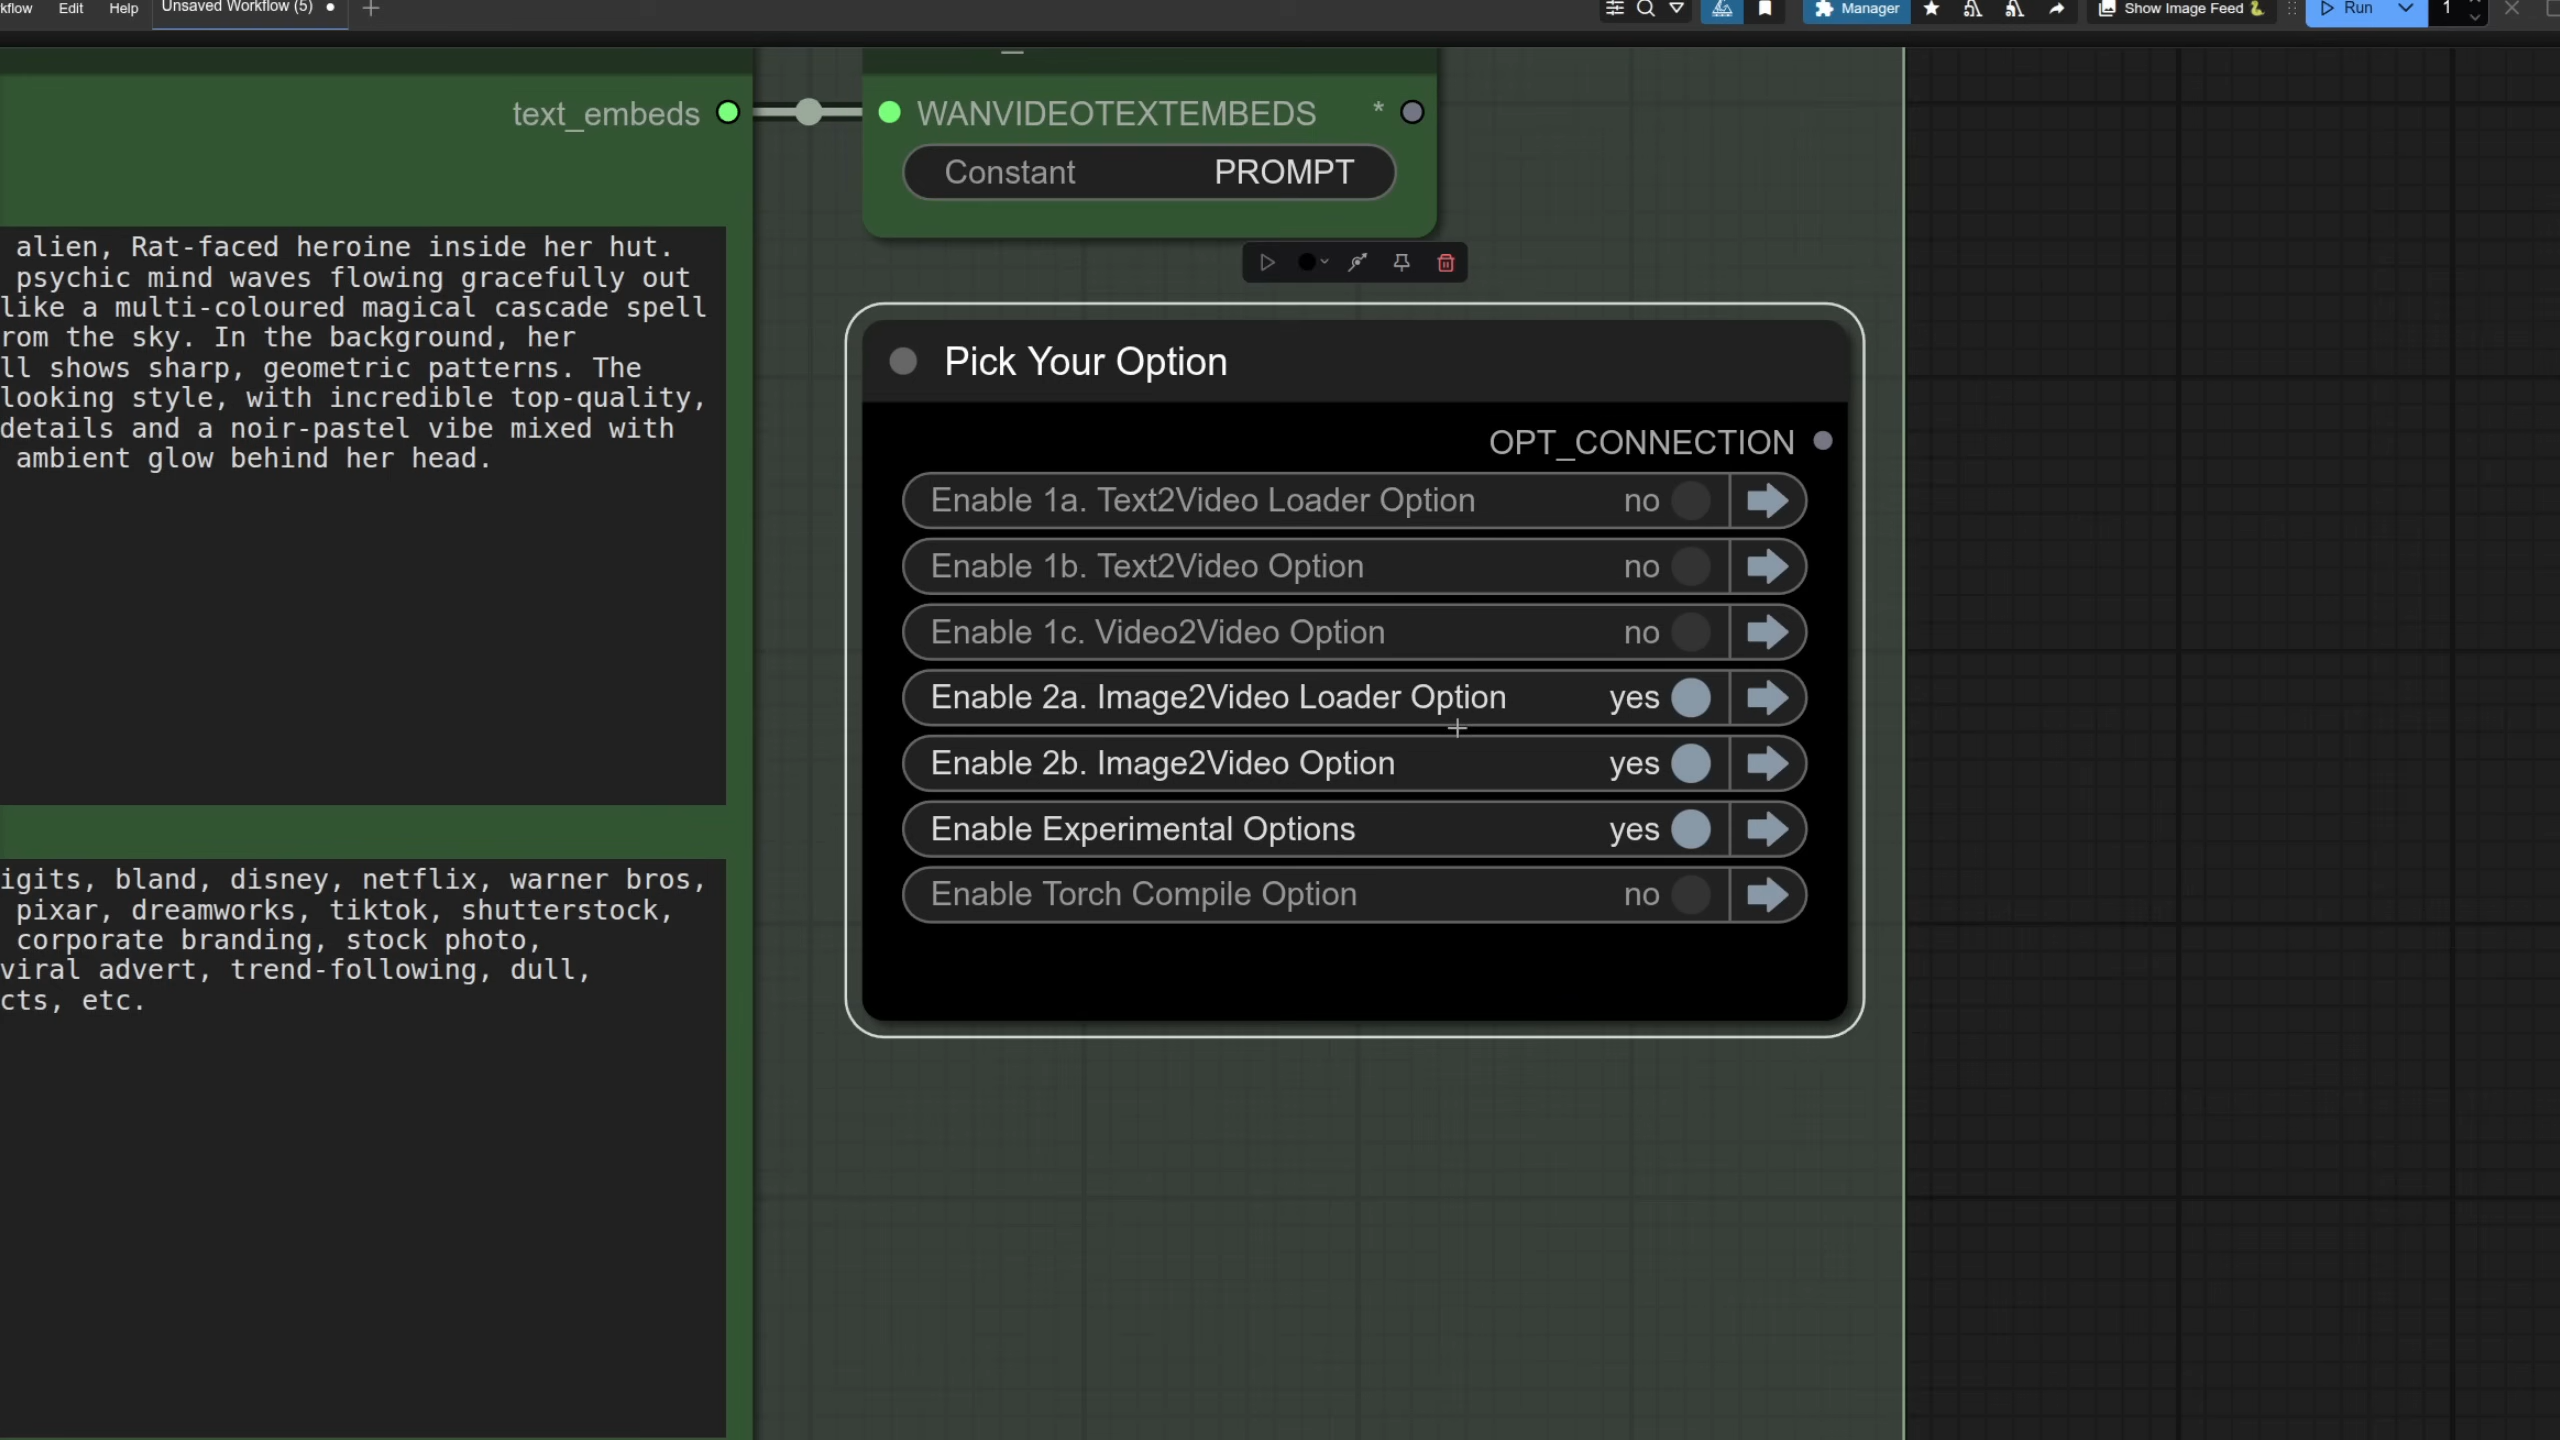 kflow Edit Help Unsaved Workflow (5) Manager Show Image Feed Run 1
text_embeds
WANVIDEOTEXTEMBEDS *
Constant PROMPT
alien, Rat-faced heroine inside her hut.
psychic mind waves flowing gracefully out
like a multi-coloured magical cascade spell
rom the sky. In the background, her
ll shows sharp, geometric patterns. The
looking style, with incredible top-quality,
details and a noir-pastel vibe mixed with
ambient glow behind her head.
Pick Your Option
OPT_CONNECTION
Enable 1a. Text2Video Loader Option no
Enable 1b. Text2Video Option no
Enable 1c. Video2Video Option no
Enable 2a. Image2Video Loader Option yes
Enable 2b. Image2Video Option yes
Enable Experimental Options yes
Enable Torch Compile Option no
igits, bland, disney, netflix, warner bros,
pixar, dreamworks, tiktok, shutterstock,
corporate branding, stock photo,
viral advert, trend-following, dull,
cts, etc.